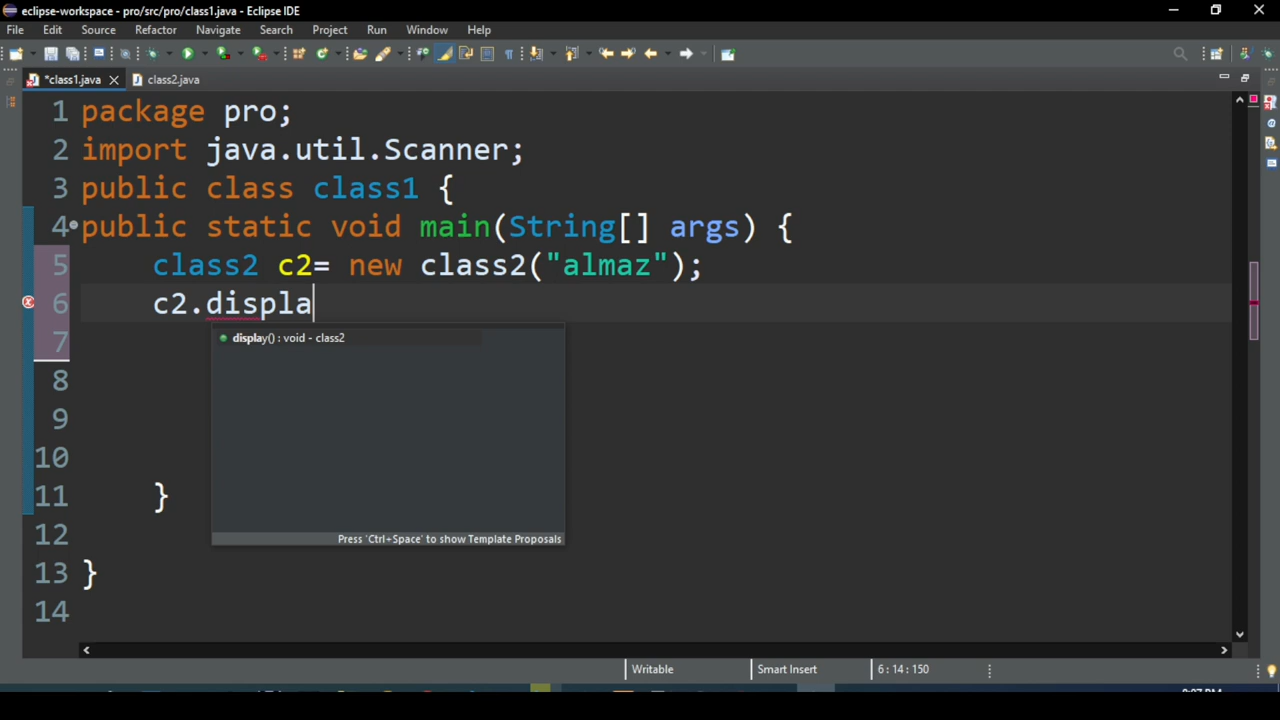 eclipse-workspace - pro/src/pro/class1.java - Eclipse IDE
File Edit Source Refactor Navigate Search Project Run Window Help
*class1.java class2.java
1 package pro;
2 import java.util.Scanner;
3 public class class1 {
4 public static void main(String[] args) {
5 class2 c2= new class2("almaz");
6 c2.displa
display() : void - class2
7
8
9
10
11 }
Press 'Ctrl+Space' to show Template Proposals
12
13 }
14
Writable Smart Insert 6 : 14 : 150